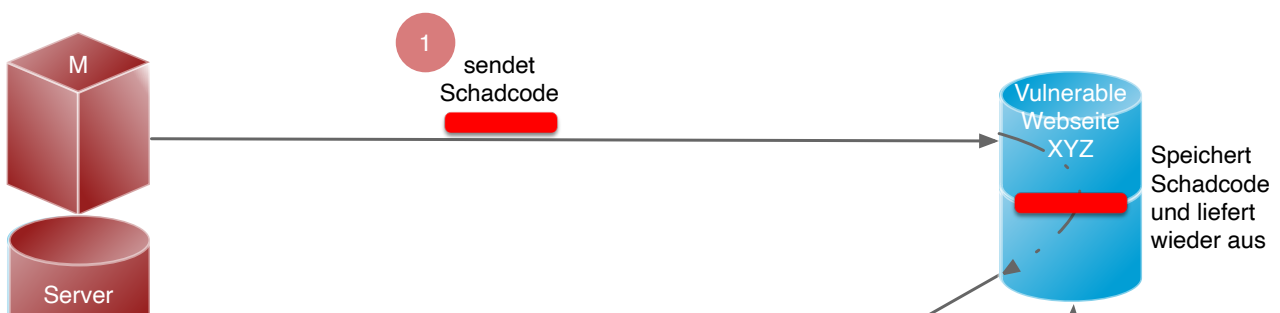 1
M
sendet
Schadcode
Vulnerable
Webseite
XYZ
Speichert
Schadcode
und liefert
wieder aus
Server